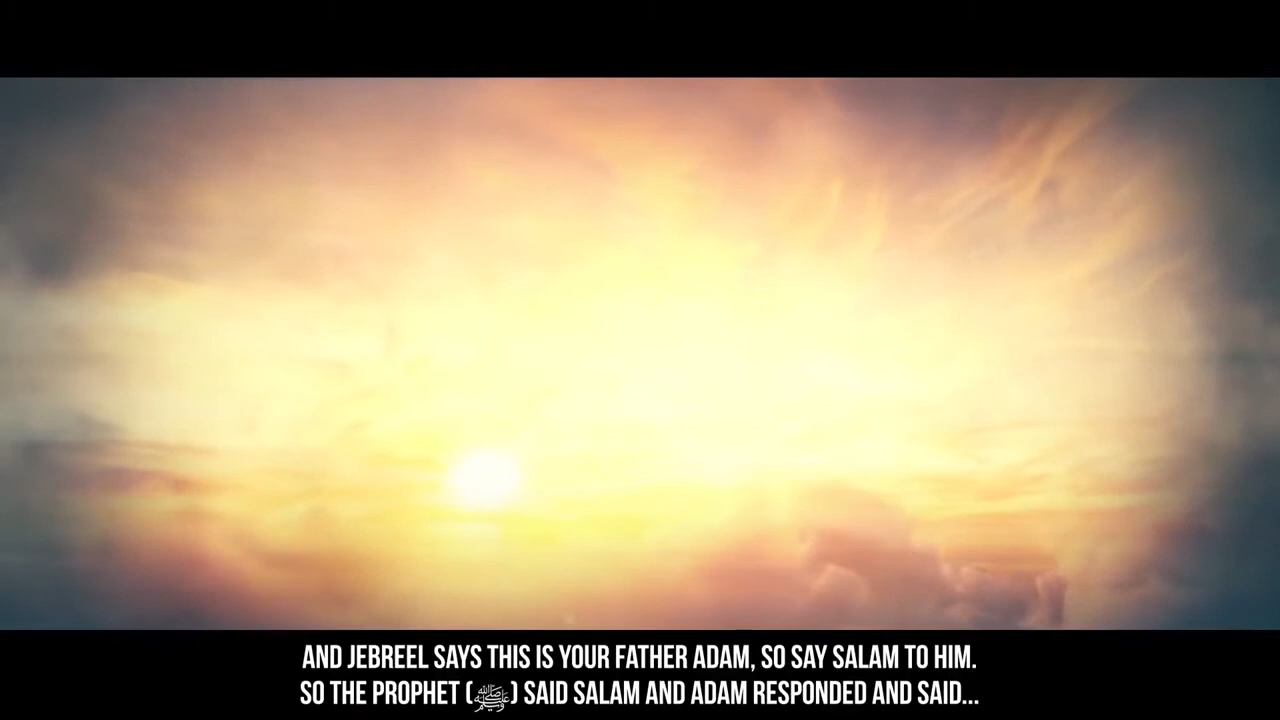 AND JEBREEL SAYS THIS IS YOUR FATHER ADAM, SO SAY SALAM TO HIM.
SO THE PROPHET (ﷺ) SAID SALAM AND ADAM RESPONDED AND SAID...